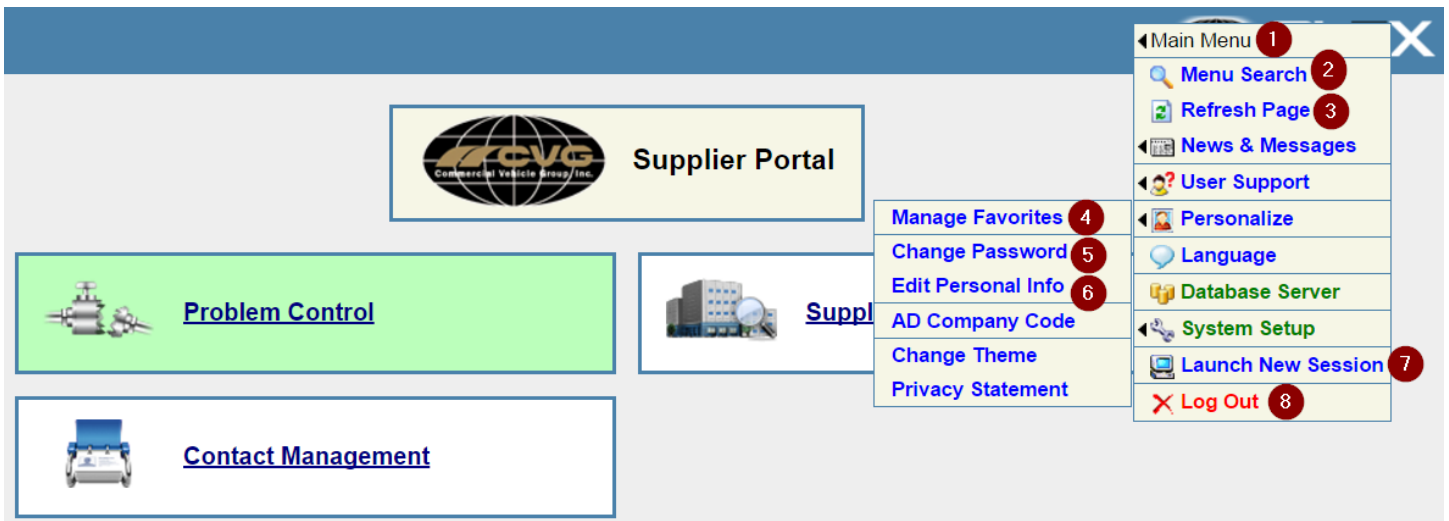 Main Menu 1
Menu Search 2
Refresh Page 3
News & Messages
User Support
Personalize
Language
Database Server
System Setup
Launch New Session 7
Log Out 8
Manage Favorites 4
Change Password 5
Edit Personal Info 6
AD Company Code
Change Theme
Privacy Statement
CVG
Commercial Vehicle Group, Inc.
Supplier Portal
Problem Control
Suppl
Contact Management